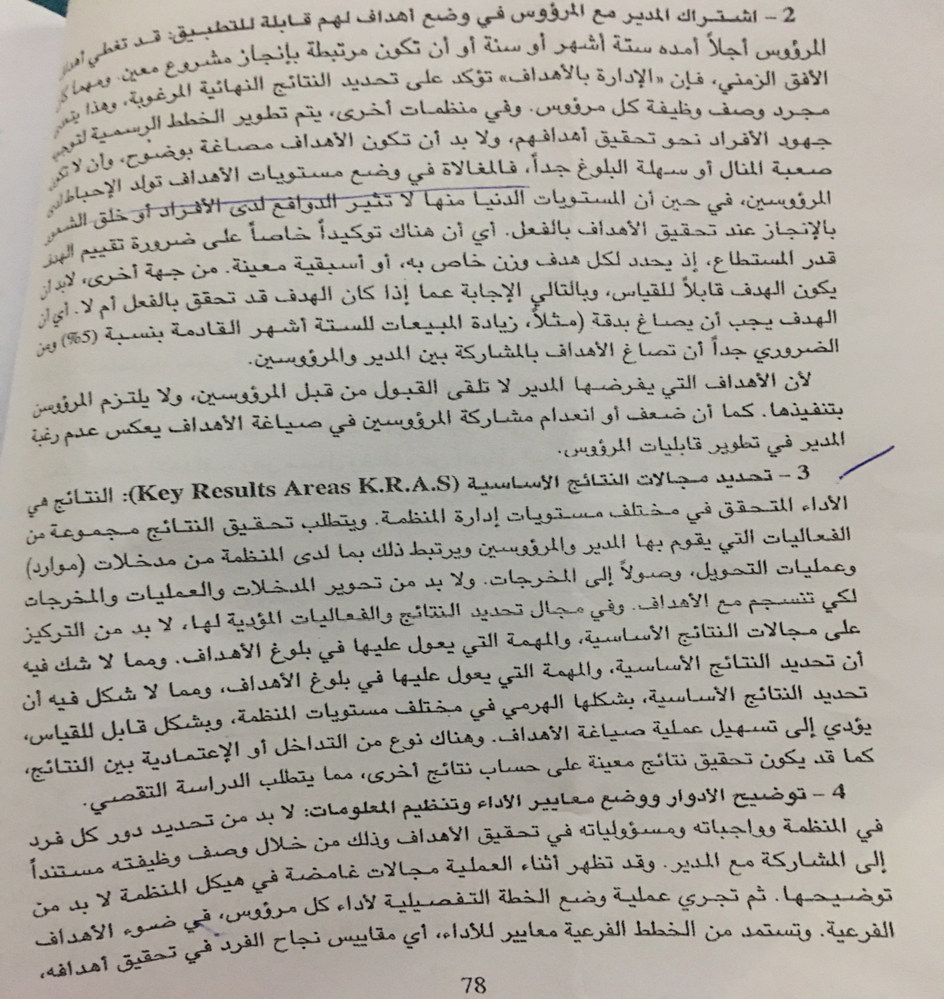 2 - اشتراك المدير مع المرؤوس في وضع أهداف لهم قابلة للتطبيق: قد تغطي أهداف
المرؤوس أجلاً أمده ستة أشهر أو سنة أو أن تكون مرتبطة بإنجاز مشروع معين. ومهما كان
الأفق الزمني، فإن «الإدارة بالأهداف» تؤكد على تحديد النتائج النهائية المرغوبة، وهذا
مجرد وصف وظيفة كل مرؤوس. وفي منظمات أخرى، يتم تطوير الخطط الرسمية لتوجيه
جهود الأفراد نحو تحقيق أهدافهم، ولا بد أن تكون الأهداف مصاغة بوضوح، وأن لا تكون
صعبة المنال أو سهلة البلوغ جداً، فالمغالاة في وضع مستويات الأهداف تولد الإحباط لدى
المرؤوسين، في حين أن المستويات الدنيا منها لا تثير الدوافع لدى الأفراد أو خلق الشعور
بالإنجاز عند تحقيق الأهداف بالفعل. أي أن هناك توكيداً خاصاً على ضرورة تقييم الهدف
قدر المستطاع، إذ يحدد لكل هدف وزن خاص به، أو أسبقية معينة. من جهة أخرى، لابد أن
يكون الهدف قابلاً للقياس، وبالتالي الإجابة عما إذا كان الهدف قد تحقق بالفعل أم لا. أي أن
الهدف يجب أن يصاغ بدقة (مثلاً، زيادة المبيعات للستة أشهر القادمة بنسبة (5%) ومن
الضروري جداً أن تصاغ الأهداف بالمشاركة بين المدير والمرؤوسين.
لأن الأهداف التي يفرضها المدير لا تلقى القبول من قبل المرؤوسين، ولا يلتزم المرؤوسن
بتنفيذها. كما أن ضعف أو انعدام مشاركة المرؤوسين في صياغة الأهداف يعكس عدم رغبة
المدير في تطوير قابليات المرؤوس.
3 - تحديد مجالات النتائج الأساسية (Key Results Areas K.R.A.S): النتائج هي
الأداء المتحقق في مختلف مستويات إدارة المنظمة. ويتطلب تحقيق النتائج مجموعة من
الفعاليات التي يقوم بها المدير والمرؤوسين ويرتبط ذلك بما لدى المنظمة من مدخلات (موارد)
وعمليات التحويل، وصولاً إلى المخرجات. ولا بد من تحوير المدخلات والعمليات والمخرجات
لكي تنسجم مع الأهداف. وفي مجال تحديد النتائج والفعاليات المؤدية لها، لا بد من التركيز
على مجالات النتائج الأساسية، والمهمة التي يعول عليها في بلوغ الأهداف. ومما لا شك فيه
أن تحديد النتائج الأساسية، والمهمة التي يعول عليها في بلوغ الأهداف، ومما لا شكل فيه أن
تحديد النتائج الأساسية، بشكلها الهرمي في مختلف مستويات المنظمة، وبشكل قابل للقياس،
يؤدي إلى تسهيل عملية صياغة الأهداف. وهناك نوع من التداخل أو الإعتمادية بين النتائج،
كما قد يكون تحقيق نتائج معينة على حساب نتائج أخرى، مما يتطلب الدراسة التقصي.
4 - توضيح الأدوار ووضع معايير الأداء وتنظيم المعلومات: لا بد من تحديد دور كل فرد
في المنظمة وواجباته ومسؤولياته في تحقيق الأهداف وذلك من خلال وصف وظيفته مستنداً
إلى المشاركة مع المدير. وقد تظهر أثناء العملية مجالات غامضة في هيكل المنظمة لا بد من
توضيحها. ثم تجري عملية وضع الخطة التفصيلية لأداء كل مرؤوس، في ضوء الأهداف
الفرعية. وتستمد من الخطط الفرعية معايير للأداء، أي مقاييس نجاح الفرد في تحقيق أهدافه،
78